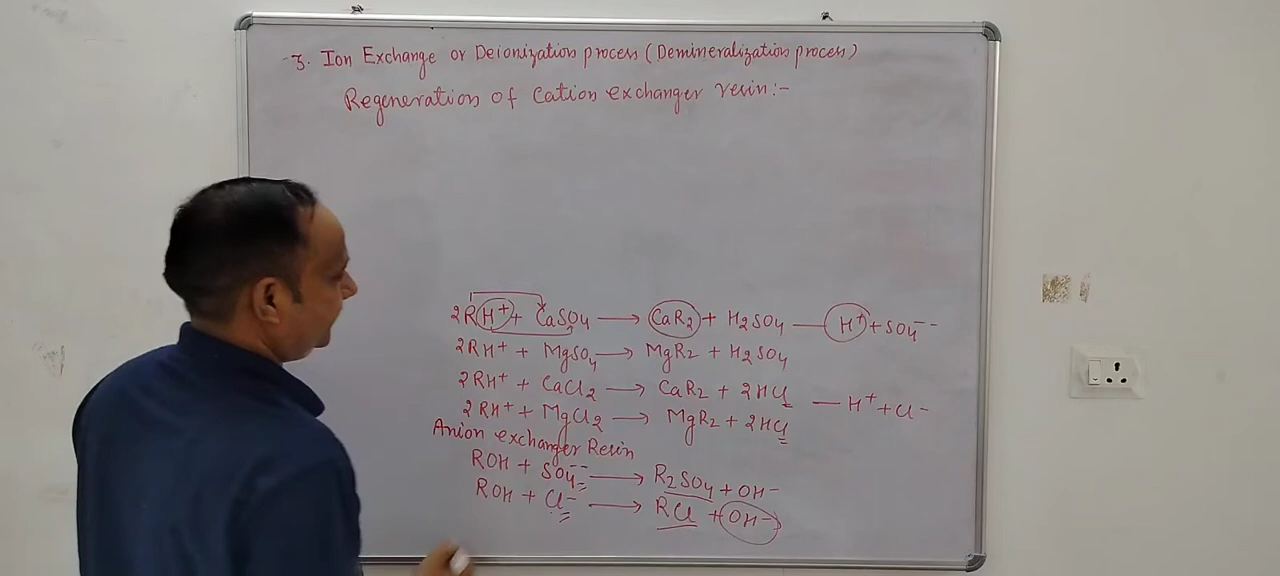 3. Ion Exchange or Deionization process (Demineralization process)
Regeneration of Cation exchanger resin:-
2RH⁺ + CaSO₄ ⟶ CaR₂ + H₂SO₄ — H⁺ + SO₄⁻⁻
2RH⁺ + MgSO₄ ⟶ MgR₂ + H₂SO₄
2RH⁺ + CaCl₂ ⟶ CaR₂ + 2HCl — H⁺ + Cl⁻
2RH⁺ + MgCl₂ ⟶ MgR₂ + 2HCl
Anion exchanger Resin
ROH + SO₄⁻⁻ ⟶ R₂SO₄ + OH⁻
ROH + Cl⁻ ⟶ RCl + OH⁻